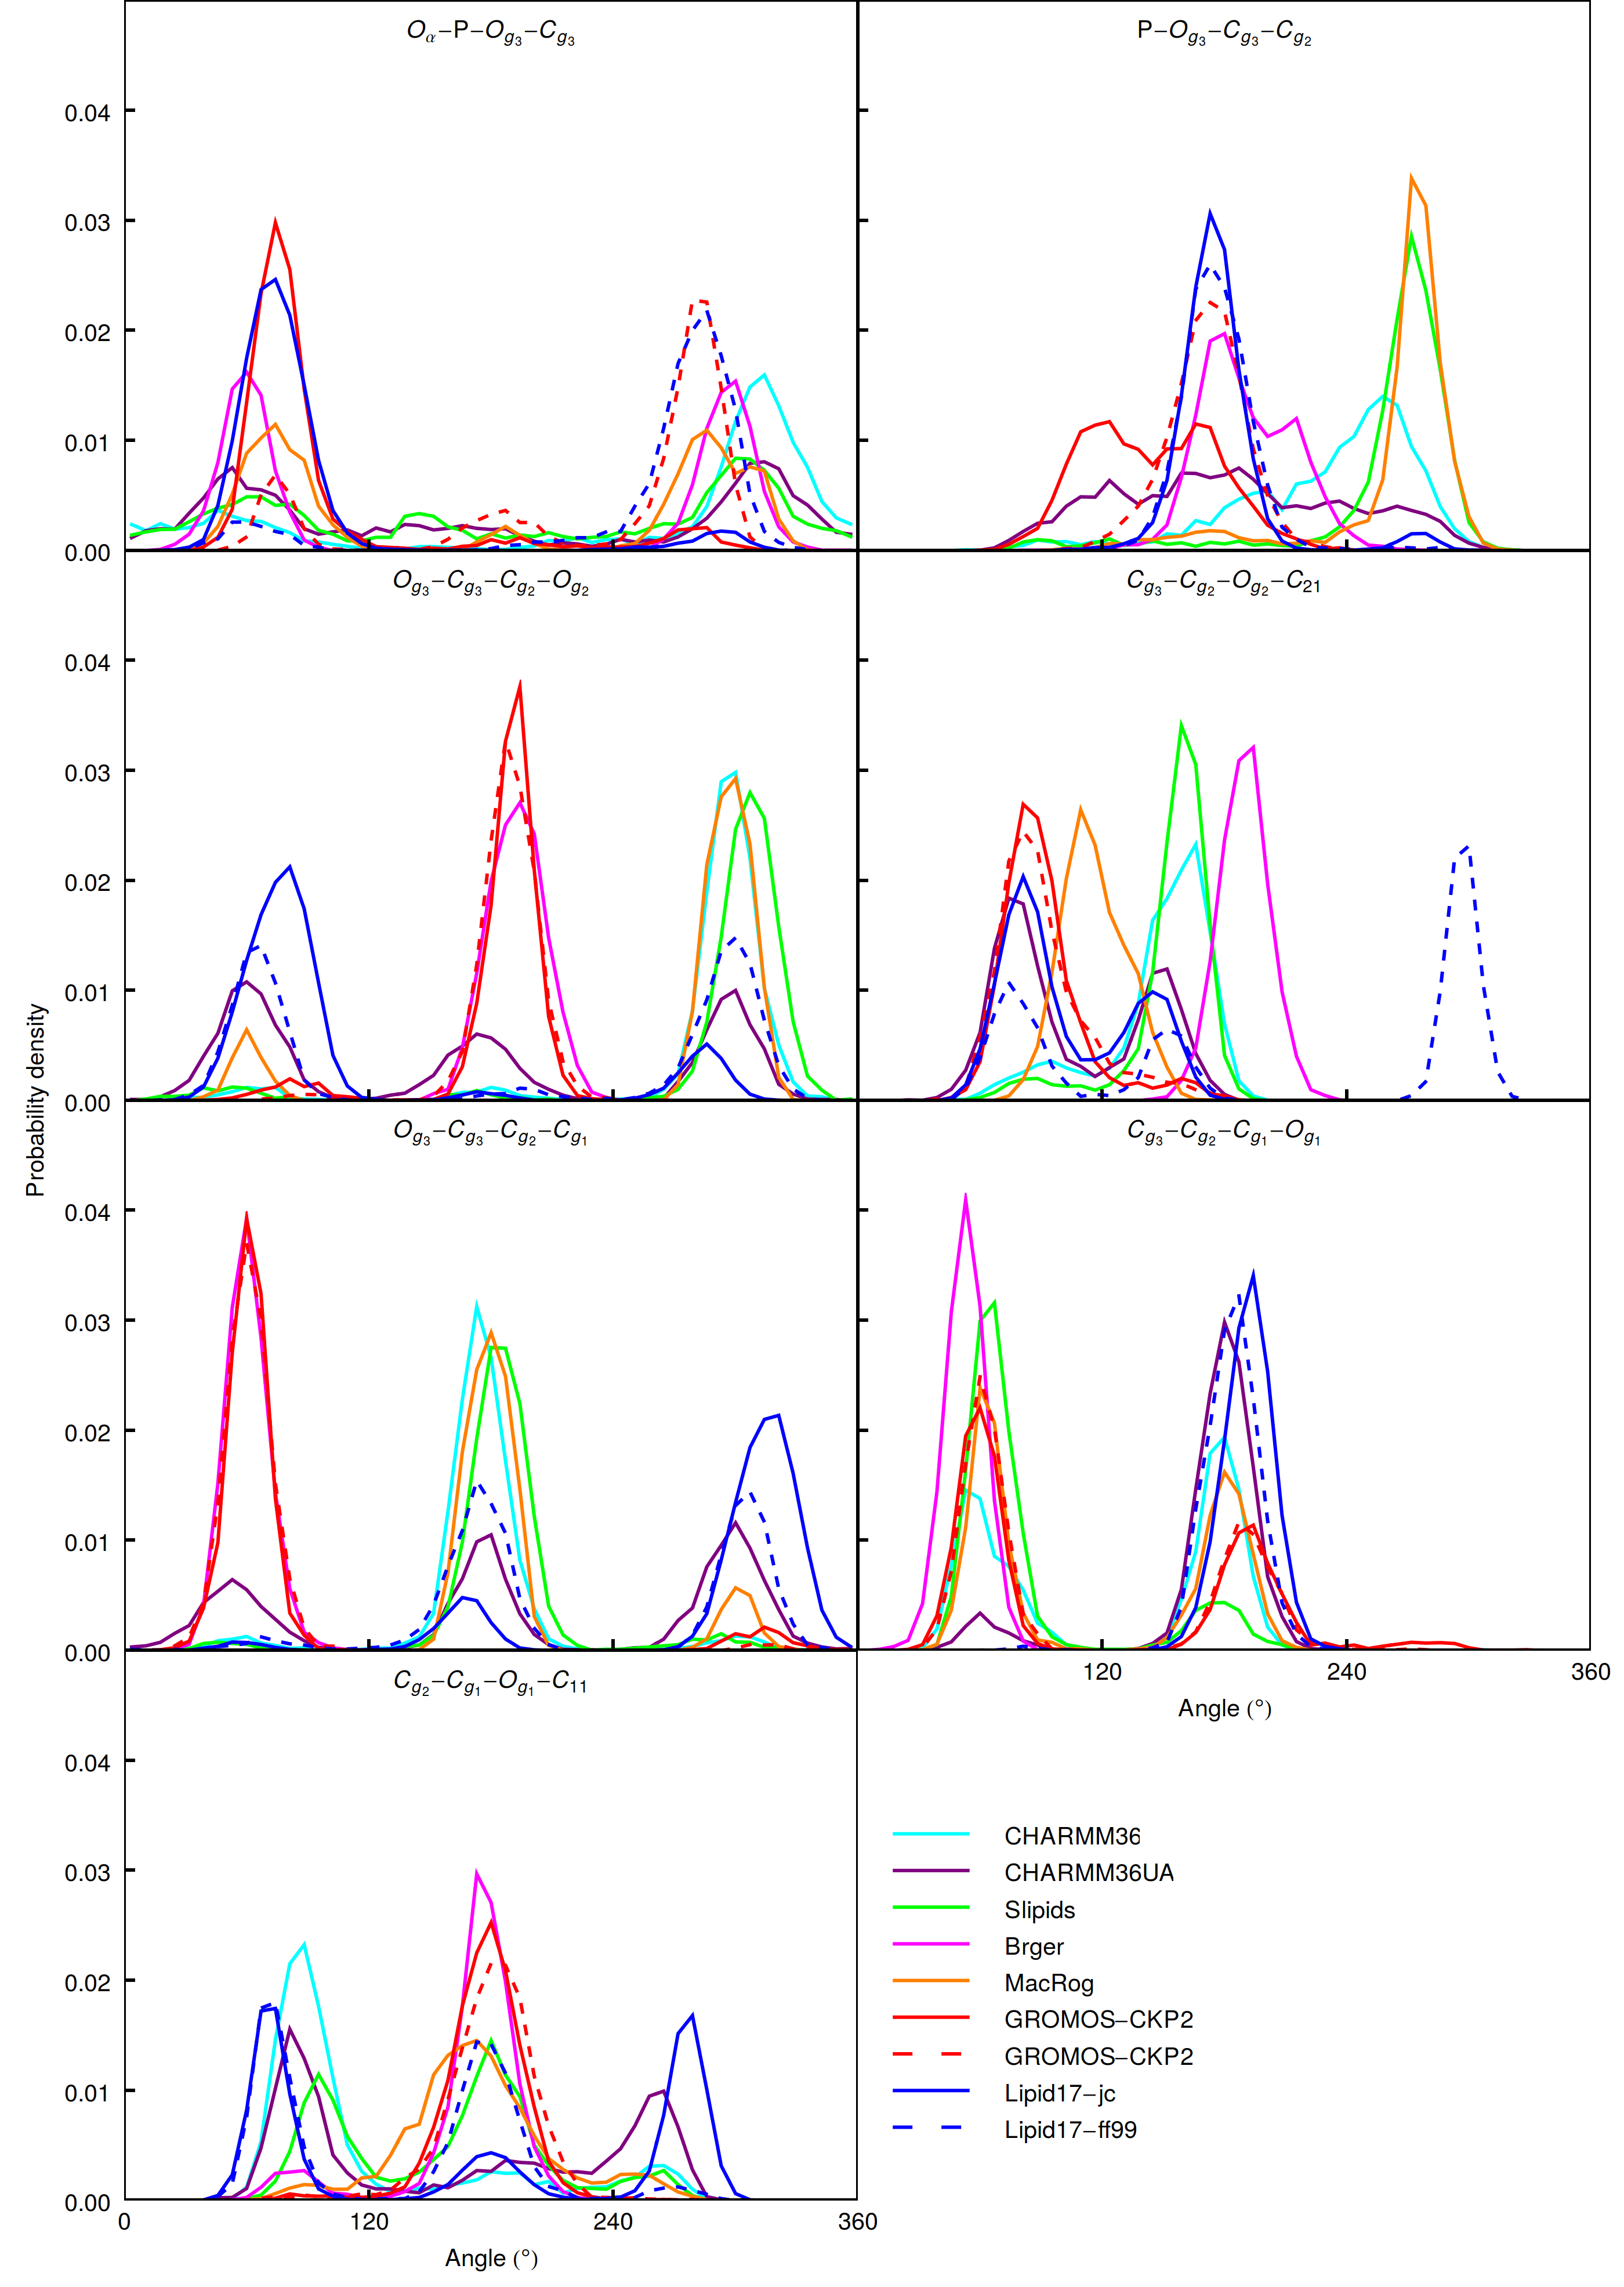 Oα−P−Og3−Cg3
P−Og3−Cg3−Cg2
0.04
0.03
0.02
0.01
0.00
Og3−Cg3−Cg2−Og2
Cg3−Cg2−Og2−C21
0.04
0.03
0.02
0.01
0.00
Probability density
Og3−Cg3−Cg2−Cg1
Cg3−Cg2−Cg1−Og1
0.04
0.03
0.02
0.01
0.00
120 240 360
Angle (°)
Cg2−Cg1−Og1−C11
0.04
0.03
0.02
0.01
0.00
0 120 240 360
Angle (°)
CHARMM36
CHARMM36UA
Slipids
Brger
MacRog
GROMOS−CKP2
GROMOS−CKP2
Lipid17−jc
Lipid17−ff99